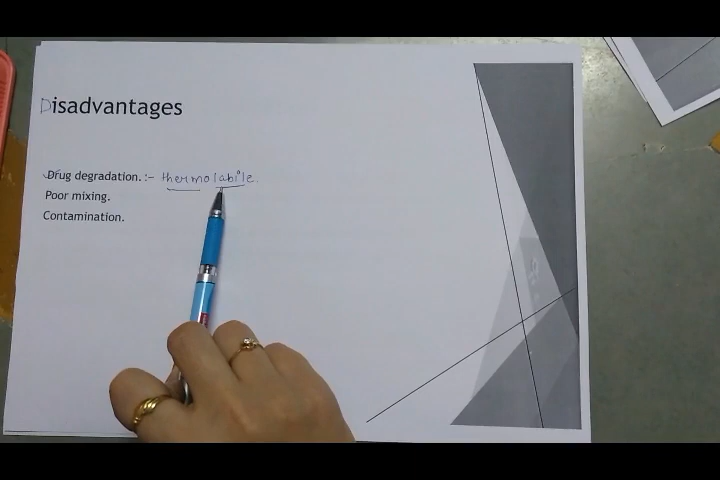 Disadvantages
Drug degradation. :- thermolabile.
Poor mixing.
Contamination.